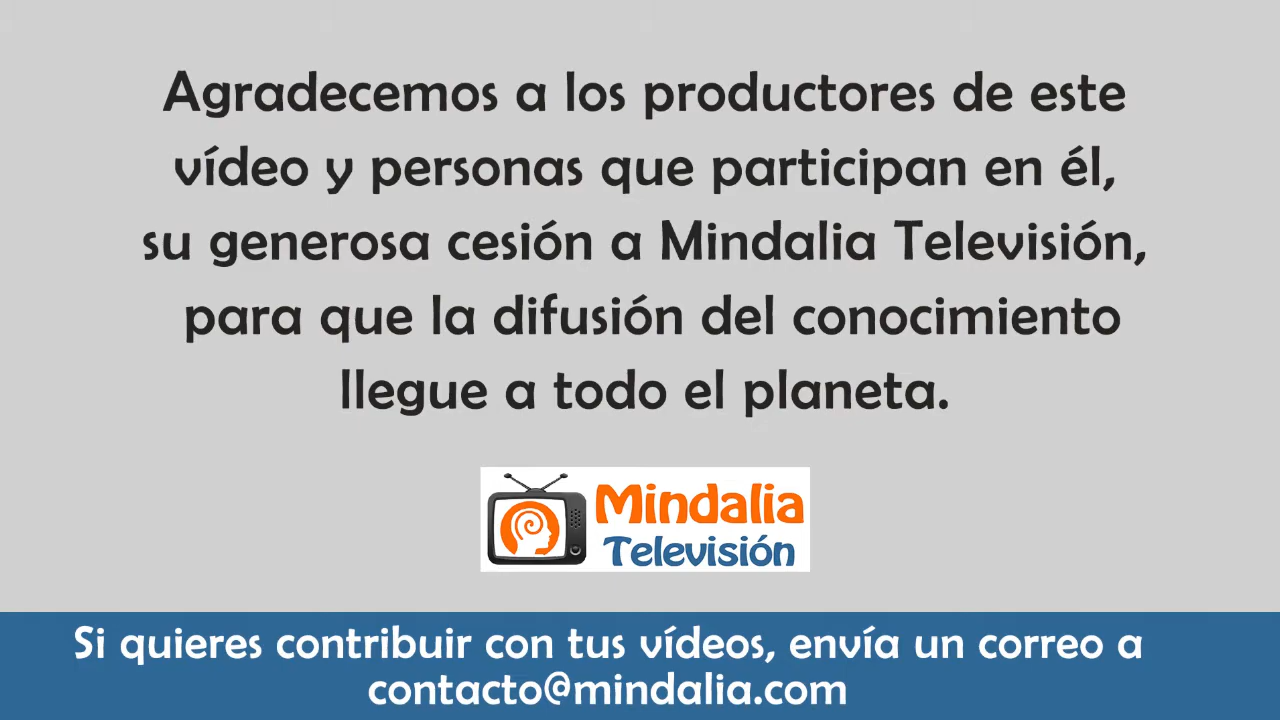 Agradecemos a los productores de este
vídeo y personas que participan en él,
su generosa cesión a Mindalia Televisión,
para que la difusión del conocimiento
llegue a todo el planeta.
Mindalia
Televisión
Si quieres contribuir con tus vídeos, envía un correo a
contacto@mindalia.com